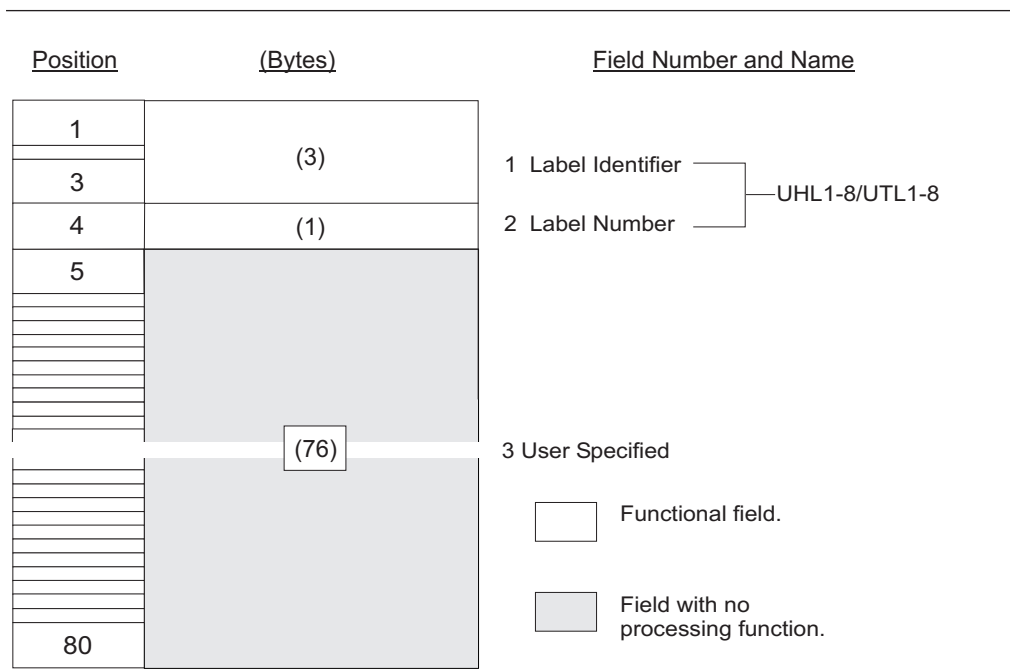 Position (Bytes) Field Number and Name
1
(3)
1 Label Identifier
3
UHL1-8/UTL1-8
4 (1) 2 Label Number
5
(76) 3 User Specified
Functional field.
Field with no
processing function.
80